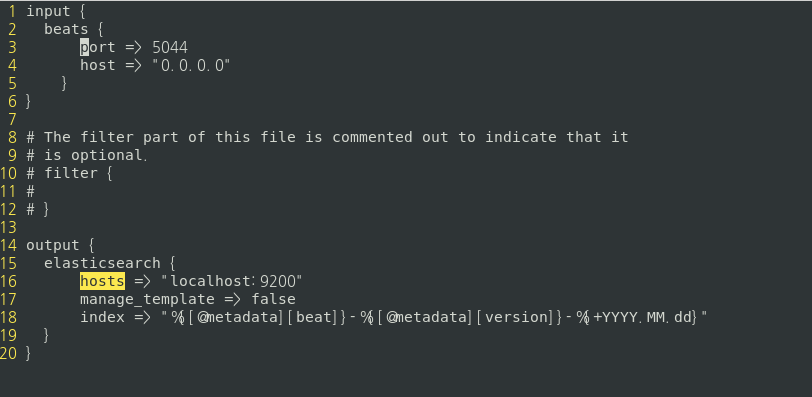 1 input {
2   beats {
3       port => 5044
4       host => "0.0.0.0"
5     }
6 }
7
8 # The filter part of this file is commented out to indicate that it
9 # is optional.
10 # filter {
11 #
12 # }
13
14 output {
15   elasticsearch {
16       hosts => "localhost:9200"
17       manage_template => false
18       index => "%{[@metadata][beat]}-%{[@metadata][version]}-%{+YYYY.MM.dd}"
19   }
20 }